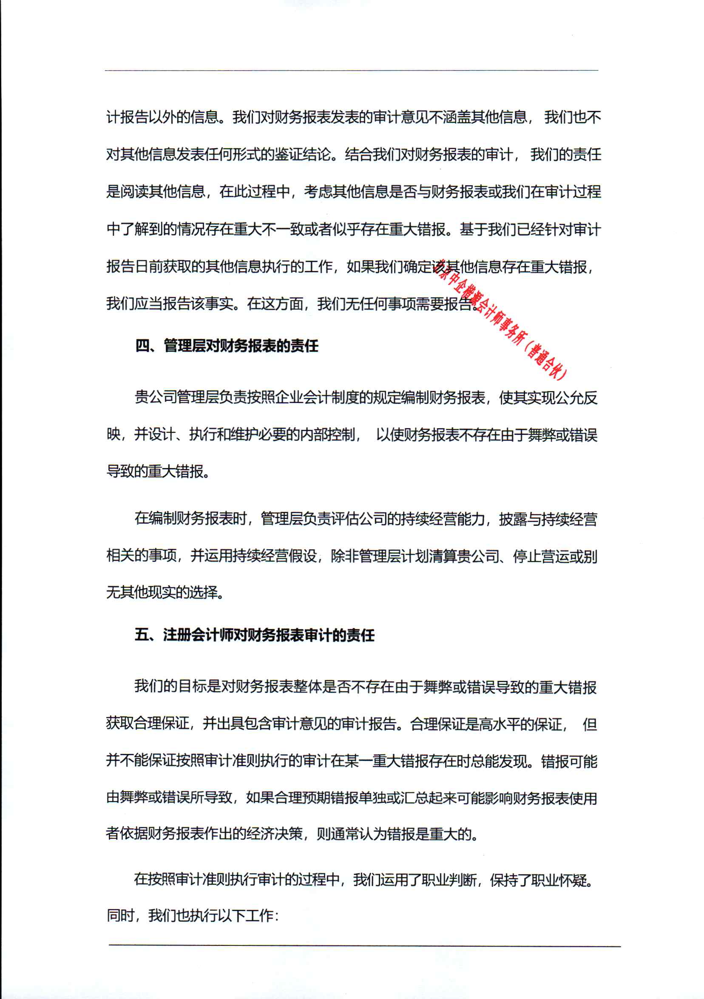 计报告以外的信息。我们对财务报表发表的审计意见不涵盖其他信息， 我们也不
对其他信息发表任何形式的鉴证结论。结合我们对财务报表的审计， 我们的责任
是阅读其他信息，在此过程中，考虑其他信息是否与财务报表或我们在审计过程
中了解到的情况存在重大不一致或者似乎存在重大错报。基于我们已经针对审计
报告日前获取的其他信息执行的工作，如果我们确定该其他信息存在重大错报，
我们应当报告该事实。在这方面，我们无任何事项需要报告。
北京中企楷源会计师事务所（普通合伙）
四、管理层对财务报表的责任
贵公司管理层负责按照企业会计制度的规定编制财务报表，使其实现公允反
映，并设计、执行和维护必要的内部控制， 以使财务报表不存在由于舞弊或错误
导致的重大错报。
在编制财务报表时，管理层负责评估公司的持续经营能力，披露与持续经营
相关的事项，并运用持续经营假设，除非管理层计划清算贵公司、停止营运或别
无其他现实的选择。
五、注册会计师对财务报表审计的责任
我们的目标是对财务报表整体是否不存在由于舞弊或错误导致的重大错报
获取合理保证，并出具包含审计意见的审计报告。合理保证是高水平的保证， 但
并不能保证按照审计准则执行的审计在某一重大错报存在时总能发现。错报可能
由舞弊或错误所导致，如果合理预期错报单独或汇总起来可能影响财务报表使用
者依据财务报表作出的经济决策，则通常认为错报是重大的。
在按照审计准则执行审计的过程中，我们运用了职业判断，保持了职业怀疑。
同时，我们也执行以下工作：